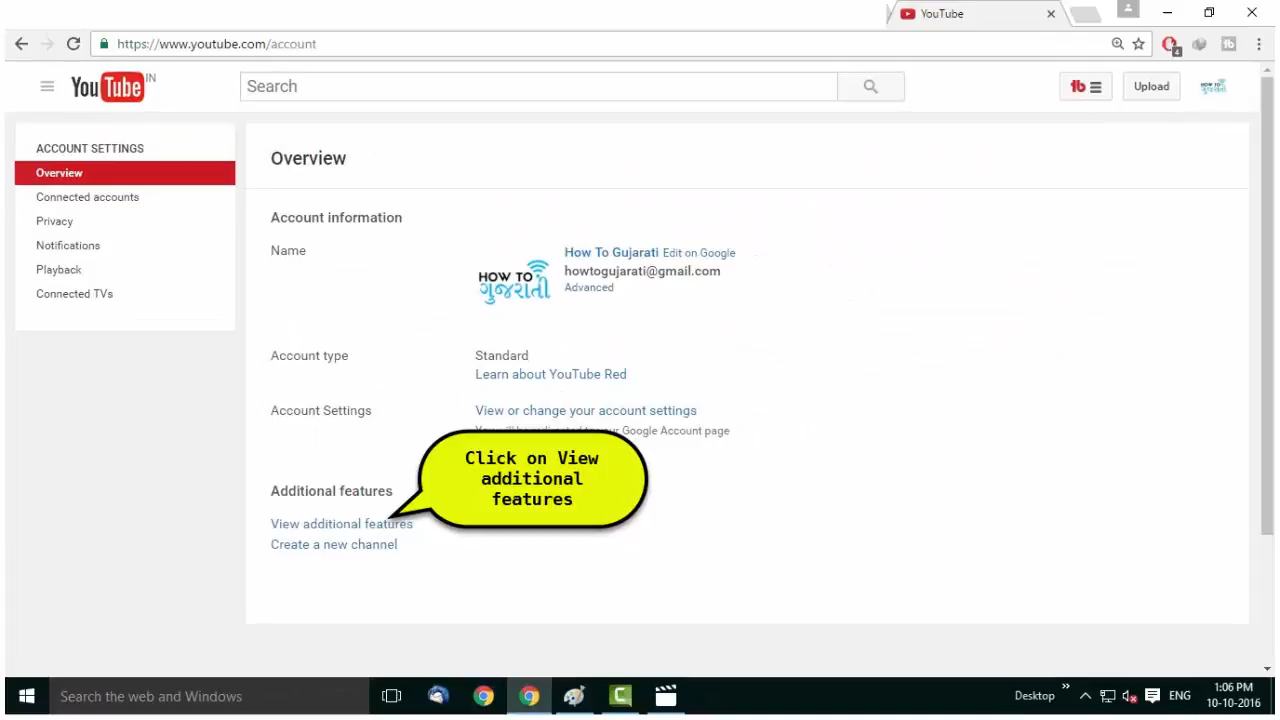 YouTube
https://www.youtube.com/account
4
YouTube IN
Search
Upload
HOW TO
ગુજરાતી
ACCOUNT SETTINGS
Overview
Connected accounts
Privacy
Notifications
Playback
Connected TVs
Overview
Account information
Name
How To Gujarati Edit on Google
howtogujarati@gmail.com
Advanced
HOW TO
ગુજરાતી
Account type
Standard
Learn about YouTube Red
Account Settings
View or change your account settings
Google Account page
Click on View
additional
features
Additional features
View additional features
Create a new channel
Search the web and Windows
Desktop
ENG
1:06 PM
10-10-2016